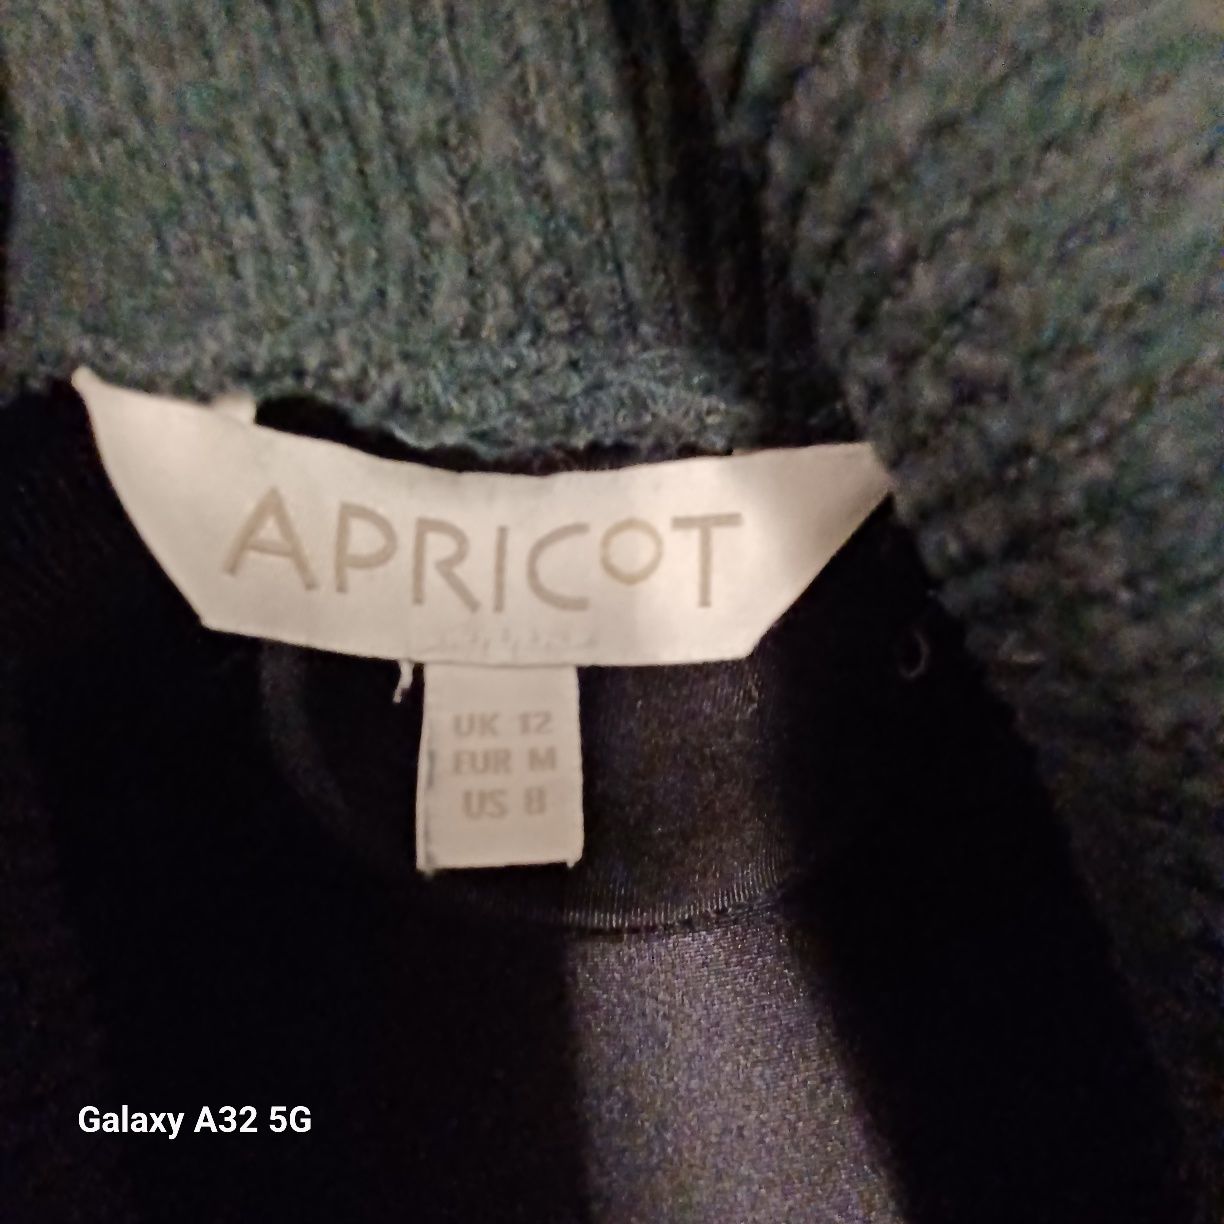 APRICOT
UK 12
EUR M
US 8
Galaxy A32 5G